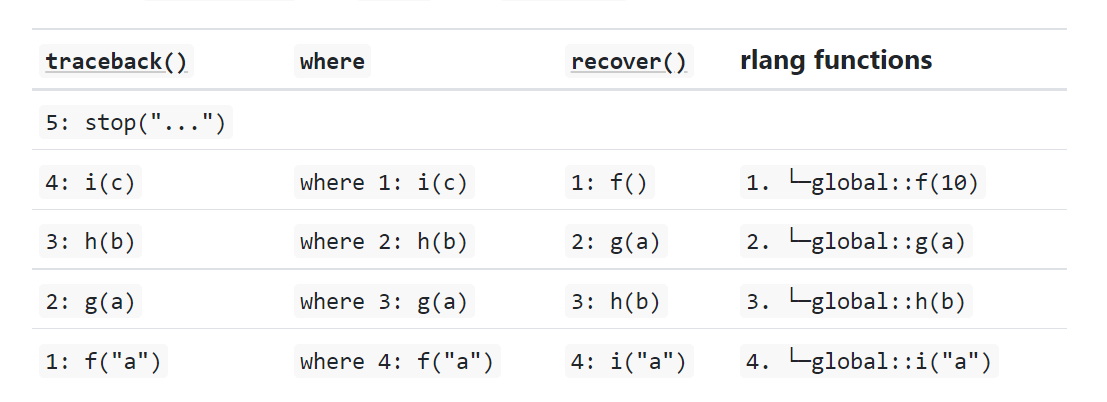 traceback() where recover() rlang functions
5: stop("...")
4: i(c) where 1: i(c) 1: f() 1. └─global::f(10)
3: h(b) where 2: h(b) 2: g(a) 2. └─global::g(a)
2: g(a) where 3: g(a) 3: h(b) 3. └─global::h(b)
1: f("a") where 4: f("a") 4: i("a") 4. └─global::i("a")